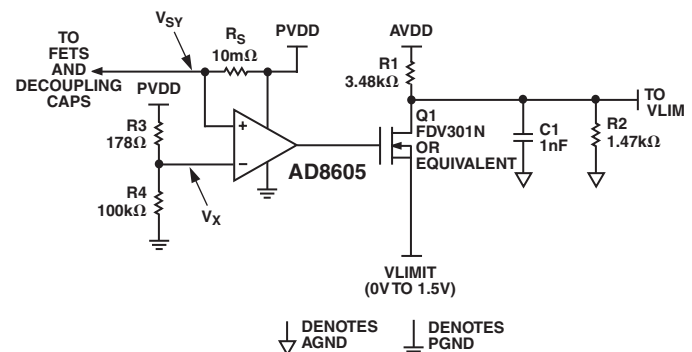 VSY
TO
FETS
AND
DECOUPLING
CAPS
RS
10mΩ
PVDD
PVDD
R3
178Ω
R4
100kΩ
VX
+
–
AD8605
AVDD
R1
3.48kΩ
Q1
FDV301N
OR
EQUIVALENT
C1
1nF
R2
1.47kΩ
TO
VLIM
VLIMIT
(0V TO 1.5V)
DENOTES
AGND
DENOTES
PGND